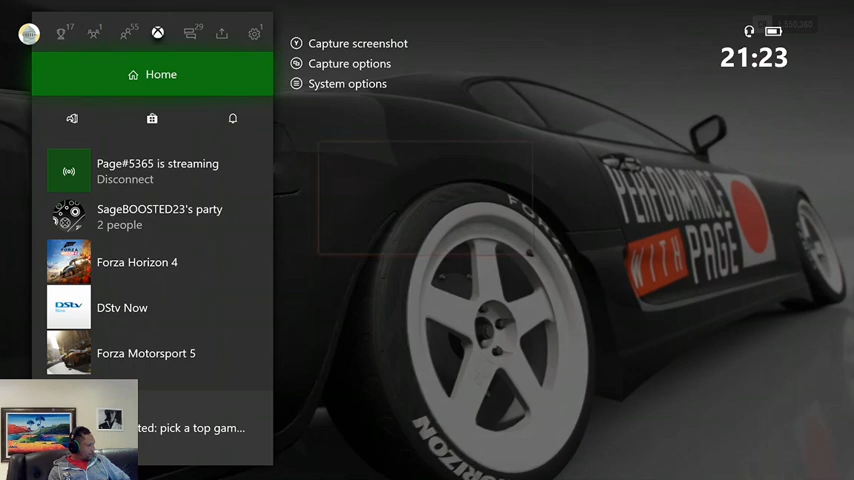 17
1
55
29
1
Home
Page#5365 is streaming
Disconnect
SageBOOSTED23's party
2 people
Forza Horizon 4
DStv
DStv Now
Forza Motorsport 5
ted: pick a top gam...
Capture screenshot
Capture options
System options
21:23
PERFORMANCE
WITH PAGE
FORZA
HORIZON